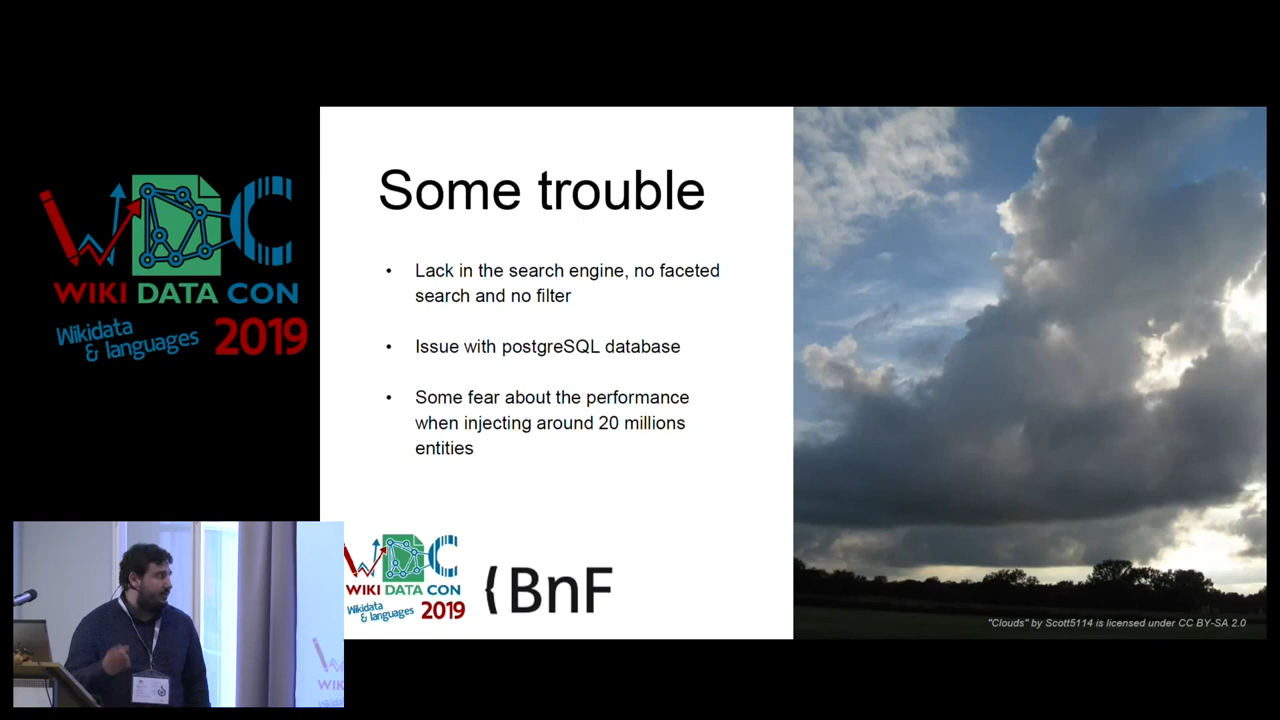 WDC
WIKI DATA CON
Wikidata
& languages 2019
Some trouble
• Lack in the search engine, no faceted
search and no filter
• Issue with postgreSQL database
• Some fear about the performance
when injecting around 20 millions
entities
WDC
WIKI DATA CON
Wikidata
& languages 2019
{BnF
"Clouds" by Scott5114 is licensed under CC BY-SA 2.0